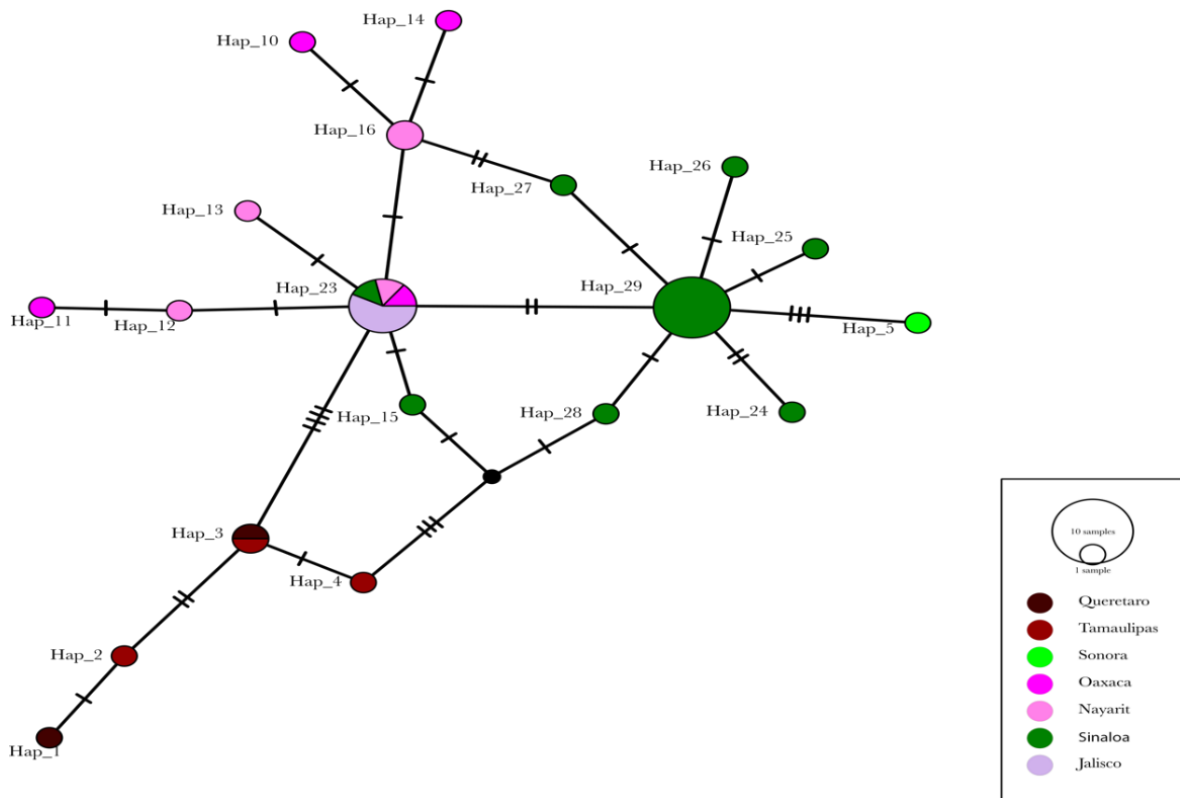 Hap_14
Hap_10
Hap_16
Hap_26
Hap_27
Hap_13
Hap_25
Hap_23
Hap_29
Hap_11
Hap_12
Hap_5
Hap_15
Hap_28
Hap_24
Hap_3
Hap_4
Hap_2
Hap_1
10 samples
1 sample
Queretaro
Tamaulipas
Sonora
Oaxaca
Nayarit
Sinaloa
Jalisco